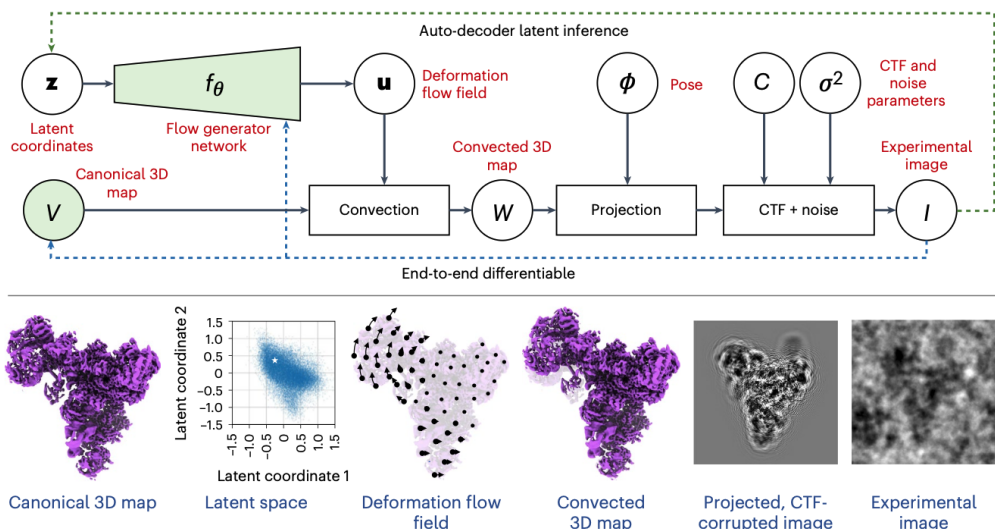 Auto-decoder latent inference
z
fθ
u
Deformation
flow field
ϕ
Pose
C
σ²
CTF and
noise
parameters
Latent
coordinates
Flow generator
network
Canonical 3D
map
Convected 3D
map
Experimental
image
V
Convection
W
Projection
CTF + noise
I
End-to-end differentiable
Latent coordinate 2
1.5
1.0
0.5
0
−0.5
−1.0
−1.5
-1.5
-1.0
-0.5
0
0.5
1.0
1.5
Latent coordinate 1
Canonical 3D map
Latent space
Deformation flow
field
Convected
3D map
Projected, CTF-
corrupted image
Experimental
image